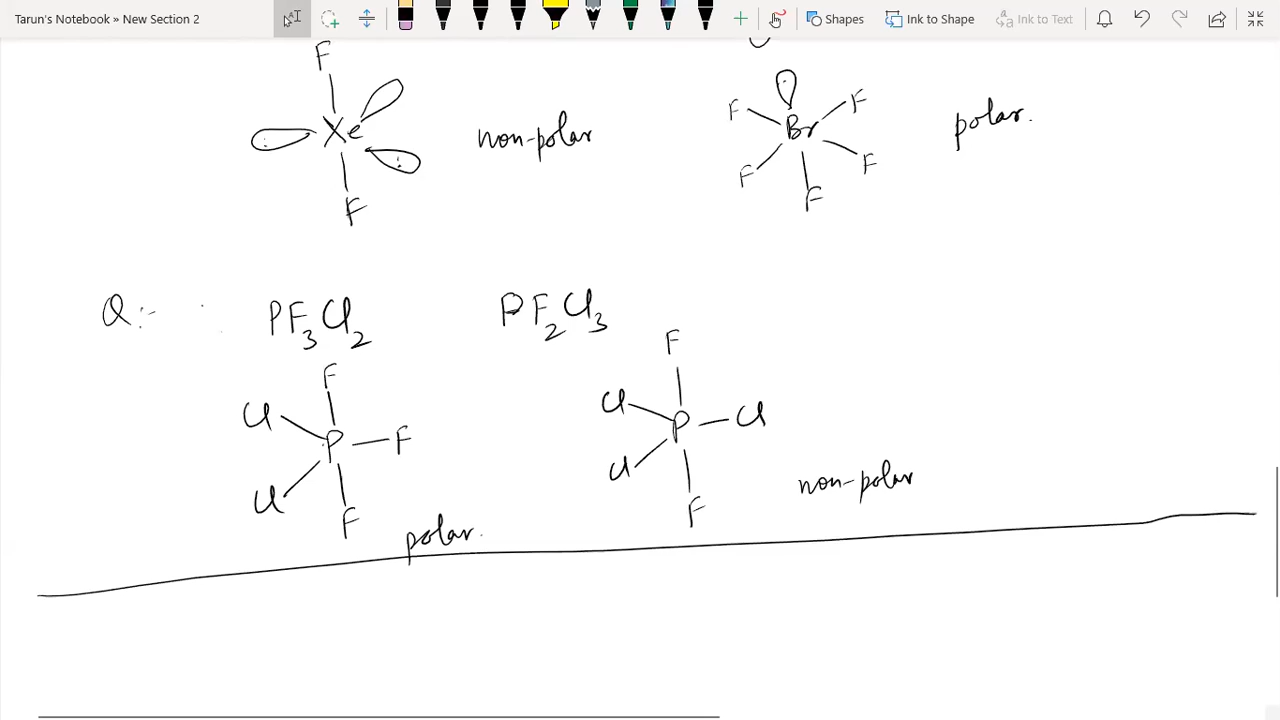 Tarun's Notebook » New Section 2
Shapes
Ink to Shape
Ink to Text
F
Xe
F
non-polar
F F
Br
F F
F
polar.
Q:-
PF3Cl2
PF2Cl3
F
Cl
P F
Cl
F
polar.
F
Cl
P Cl
Cl
F
non-polar